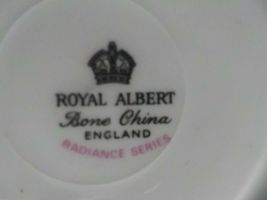 ROYAL ALBERT
Bone China
ENGLAND
RADIANCE SERIES